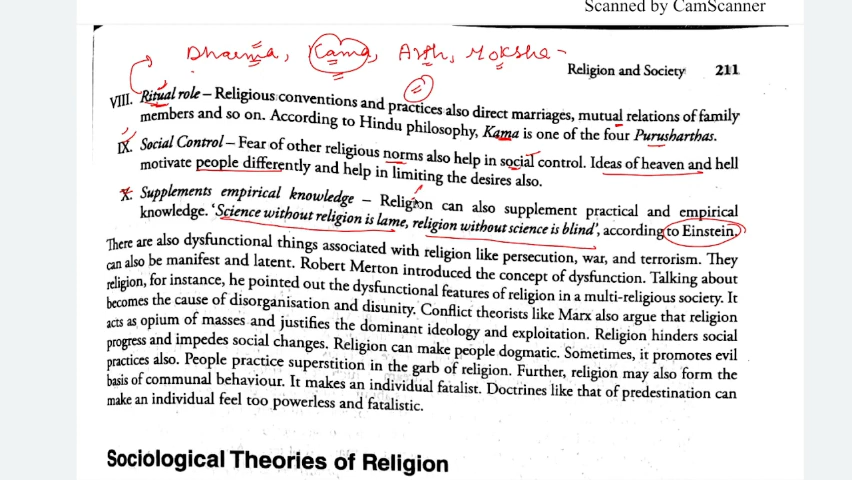 Scanned by CamScanner
Dharma, Kama, Arth, Moksha -
Religion and Society 211
VIII. Ritual role – Religious conventions and practices also direct marriages, mutual relations of family
members and so on. According to Hindu philosophy, Kama is one of the four Purusharthas.
IX. Social Control – Fear of other religious norms also help in social control. Ideas of heaven and hell
motivate people differently and help in limiting the desires also.
X. Supplements empirical knowledge – Religion can also supplement practical and empirical
knowledge. 'Science without religion is lame, religion without science is blind', according to Einstein.
There are also dysfunctional things associated with religion like persecution, war, and terrorism. They
can also be manifest and latent. Robert Merton introduced the concept of dysfunction. Talking about
religion, for instance, he pointed out the dysfunctional features of religion in a multi-religious society. It
becomes the cause of disorganisation and disunity. Conflict theorists like Marx also argue that religion
acts as opium of masses and justifies the dominant ideology and exploitation. Religion hinders social
progress and impedes social changes. Religion can make people dogmatic. Sometimes, it promotes evil
practices also. People practice superstition in the garb of religion. Further, religion may also form the
basis of communal behaviour. It makes an individual fatalist. Doctrines like that of predestination can
make an individual feel too powerless and fatalistic.
Sociological Theories of Religion